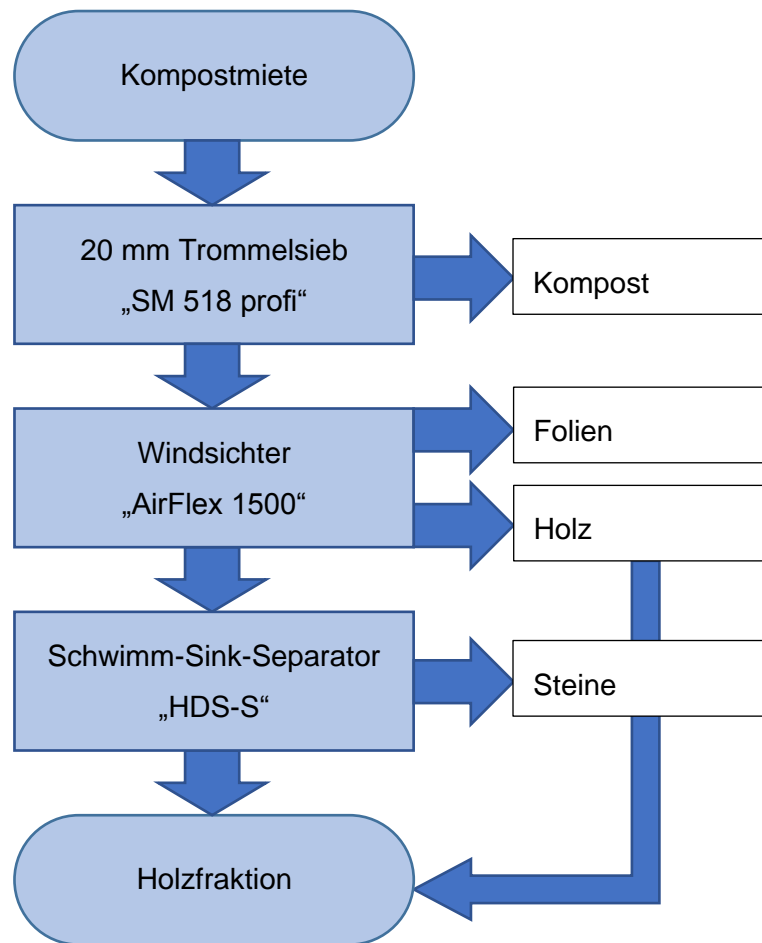 Kompostmiete
20 mm Trommelsieb
„SM 518 profi“
Kompost
Windsichter
„AirFlex 1500“
Folien
Holz
Schwimm-Sink-Separator
„HDS-S“
Steine
Holzfraktion